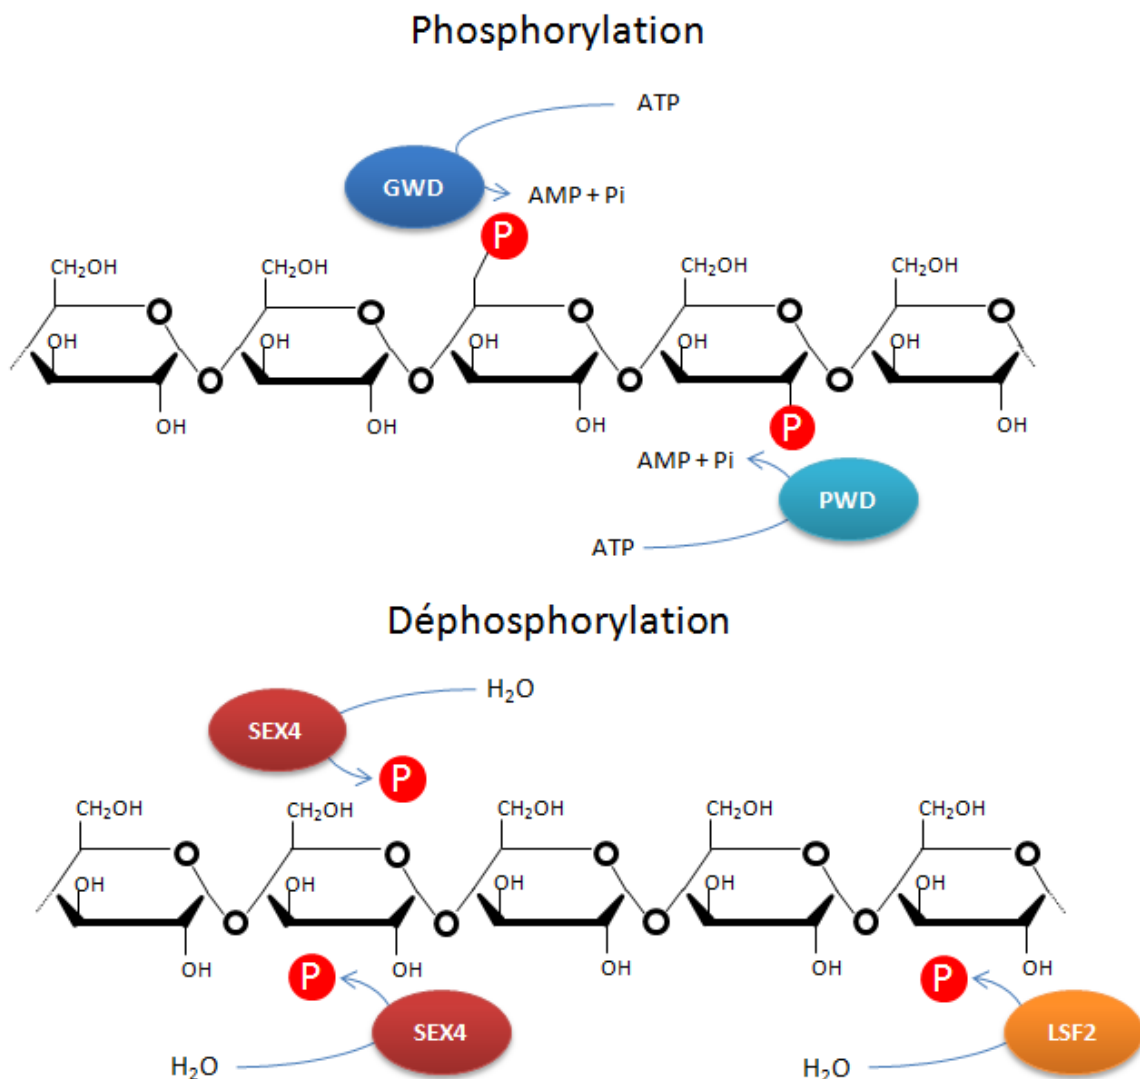 Phosphorylation
ATP
GWD
AMP + Pi
P
CH₂OH CH₂OH CH₂OH CH₂OH
O O O O O
OH OH OH OH OH
O O O O
OH OH OH OH
P
AMP + Pi
PWD
ATP
Déphosphorylation
H₂O
SEX4
P
CH₂OH CH₂OH CH₂OH CH₂OH CH₂OH
O O O O O
OH OH OH OH OH
O O O O
OH OH OH OH OH
P P
SEX4 LSF2
H₂O H₂O